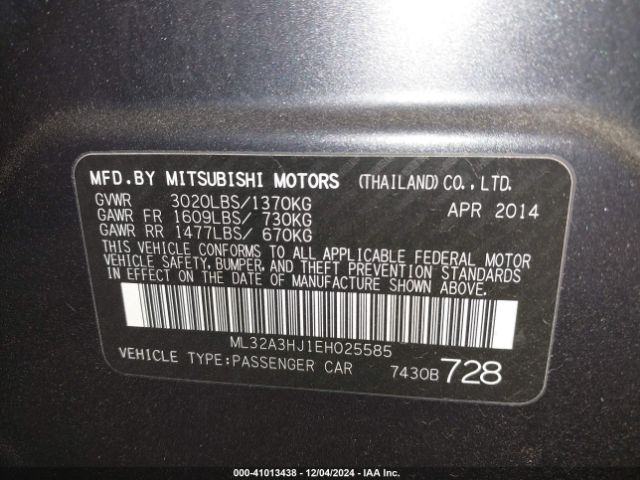 MFD.BY MITSUBISHI MOTORS (THAILAND)CO.,LTD.
GVWR 3020LBS/1370KG APR 2014
GAWR FR 1609LBS/ 730KG
GAWR RR 1477LBS/ 670KG
THIS VEHICLE CONFORMS TO ALL APPLICABLE FEDERAL MOTOR
VEHICLE SAFETY, BUMPER, AND THEFT PREVENTION STANDARDS
IN EFFECT ON THE DATE OF MANUFACTURE SHOWN ABOVE.
ML32A3HJ1EH025585
VEHICLE TYPE:PASSENGER CAR 7430B 728
000-41013438 - 12/04/2024 - IAA Inc.